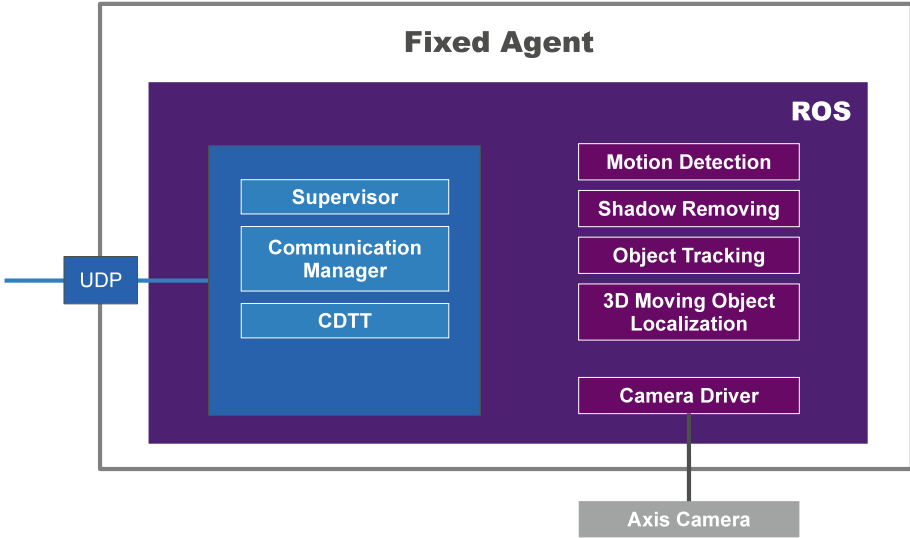 Fixed Agent
ROS
Supervisor
Communication
Manager
CDTT
UDP
Motion Detection
Shadow Removing
Object Tracking
3D Moving Object
Localization
Camera Driver
Axis Camera